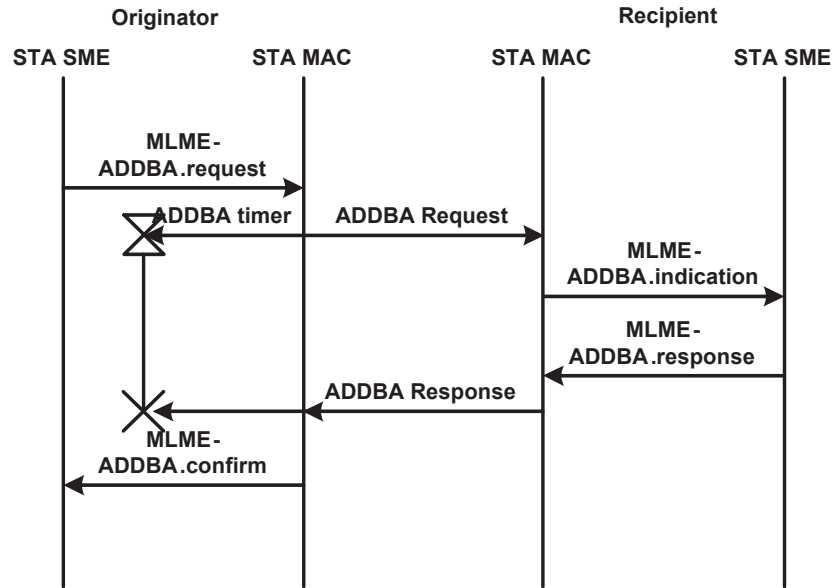 Originator
Recipient
STA SME
STA MAC
STA MAC
STA SME
MLME-
ADDBA.request
ADDBA timer
ADDBA Request
MLME-
ADDBA.indication
MLME-
ADDBA.response
ADDBA Response
MLME-
ADDBA.confirm